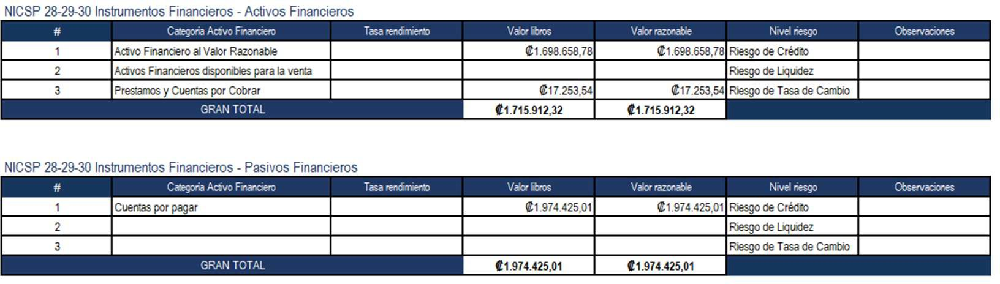 NICSP 28-29-30 Instrumentos Financieros - Activos Financieros
# Categoría Activo Financiero Tasa rendimiento Valor libros Valor razonable Nivel riesgo Observaciones
1 Activo Financiero al Valor Razonable ₡1.698.658,78 ₡1.698.658,78 Riesgo de Crédito
2 Activos Financieros disponibles para la venta Riesgo de Liquidez
3 Prestamos y Cuentas por Cobrar ₡17.253,54 ₡17.253,54 Riesgo de Tasa de Cambio
GRAN TOTAL ₡1.715.912,32 ₡1.715.912,32
NICSP 28-29-30 Instrumentos Financieros - Pasivos Financieros
# Categoría Activo Financiero Tasa rendimiento Valor libros Valor razonable Nivel riesgo Observaciones
1 Cuentas por pagar ₡1.974.425,01 ₡1.974.425,01 Riesgo de Crédito
2 Riesgo de Liquidez
3 Riesgo de Tasa de Cambio
GRAN TOTAL ₡1.974.425,01 ₡1.974.425,01